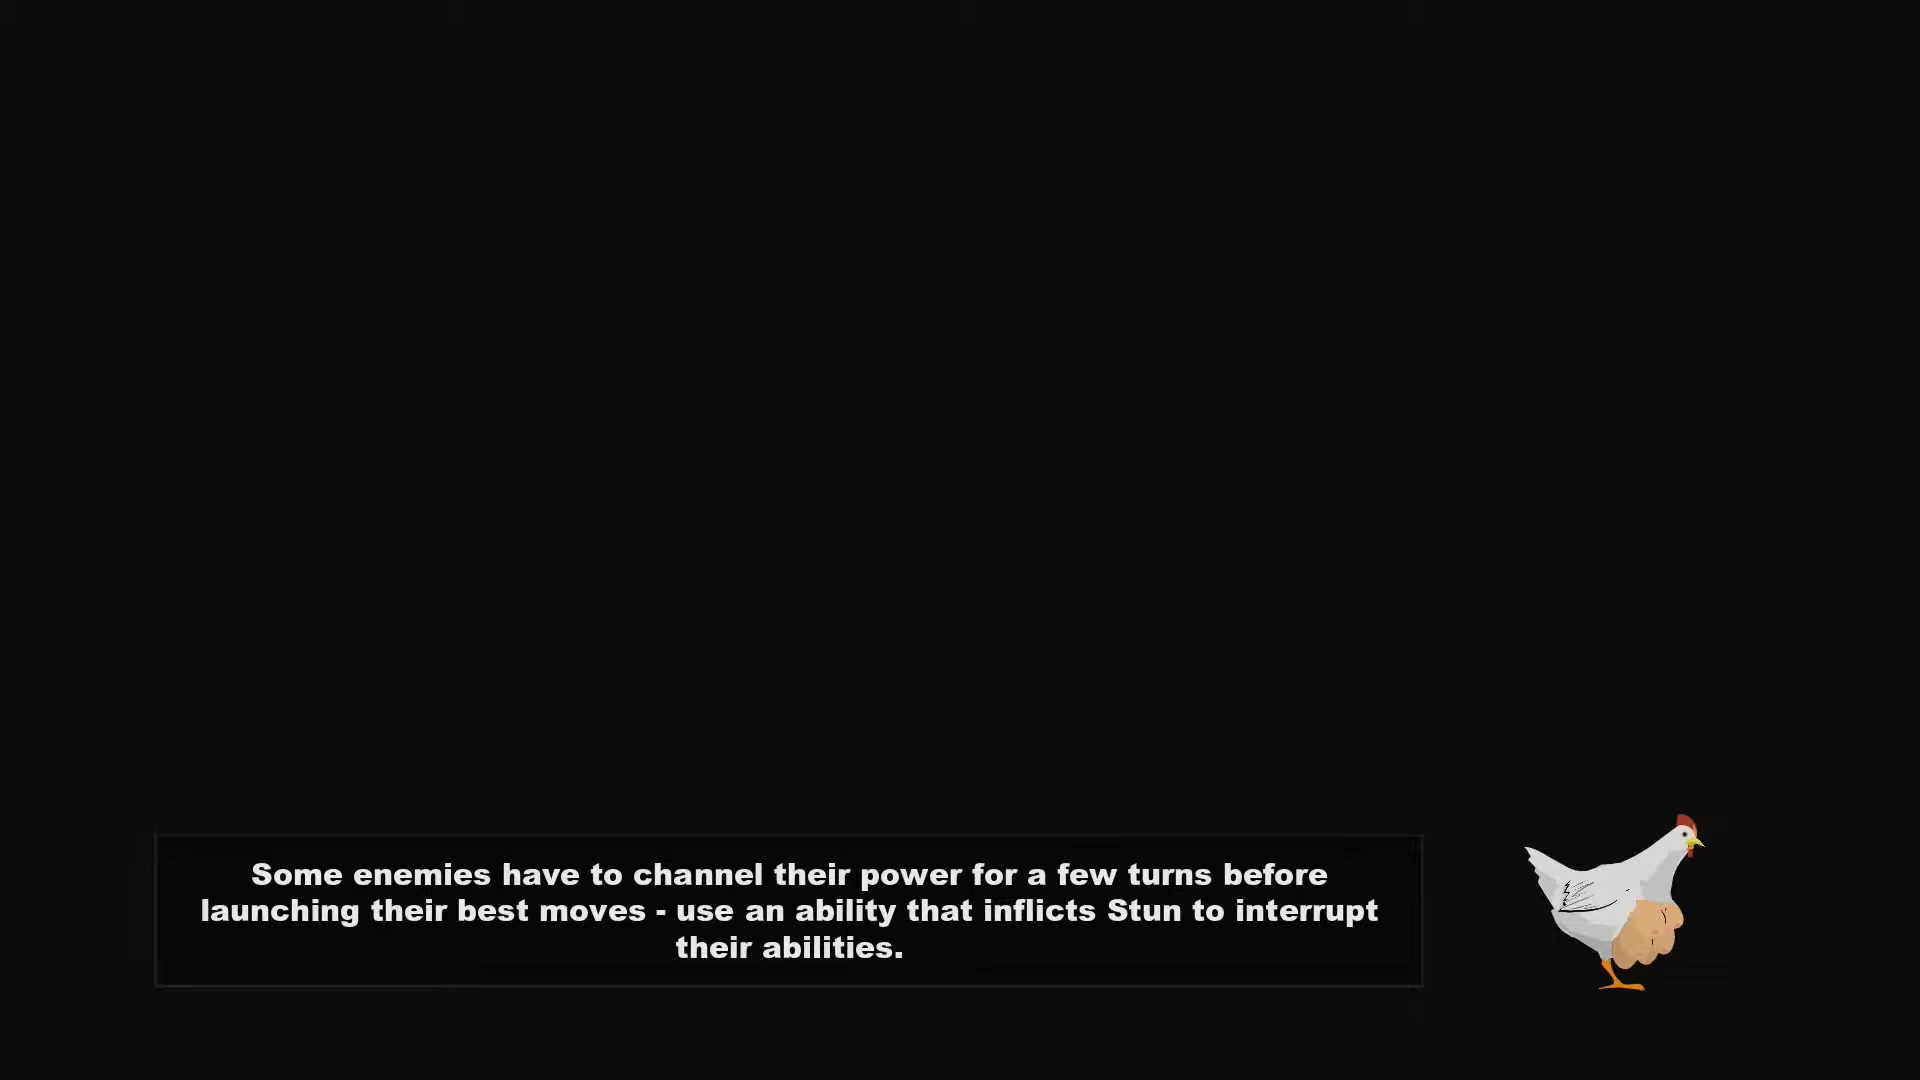 Some enemies have to channel their power for a few turns before
launching their best moves - use an ability that inflicts Stun to interrupt
their abilities.